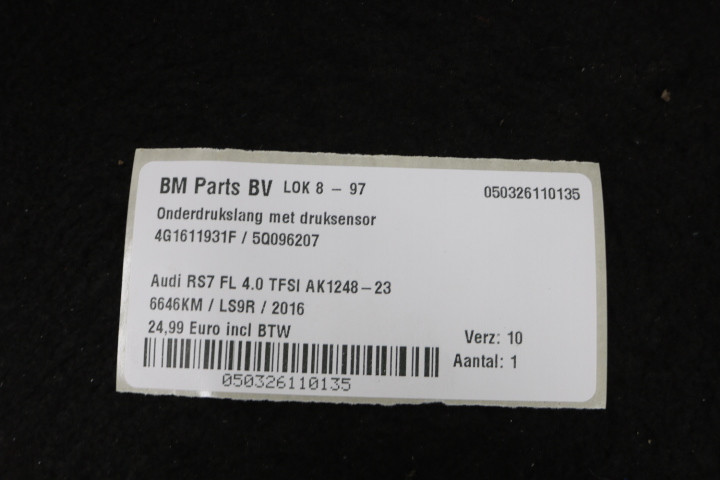 BM Parts BV LOK 8 - 97 050326110135
Onderdrukslang met druksensor
4G1611931F / 5Q096207
Audi RS7 FL 4.0 TFSI AK1248-23
6646KM / LS9R / 2016
24,99 Euro incl BTW
Verz: 10
Aantal: 1
050326110135